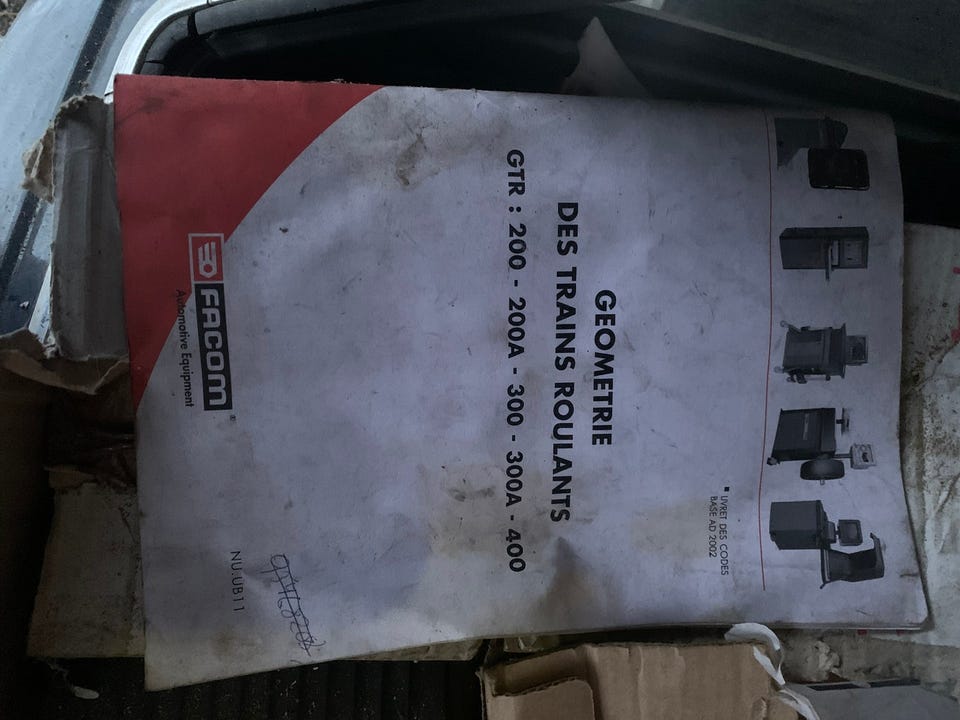 ▪ LIVRET DES CODES
BASE AD 2002
GEOMETRIE
DES TRAINS ROULANTS
GTR : 200 - 200A - 300 - 300A - 400
FACOM®
Automotive Equipment
NU.UB11